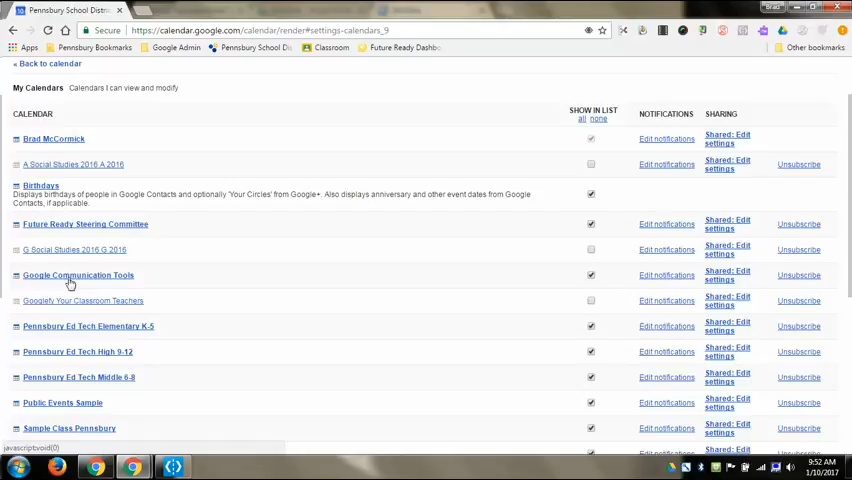 Pennsbury School Distri
Brad
Secure
https://calendar.google.com/calendar/render#settings-calendars_9
Apps
Pennsbury Bookmarks
Google Admin
Pennsbury School Dis
Classroom
Future Ready Dashbo
Other bookmarks
« Back to calendar
My Calendars Calendars I can view and modify
CALENDAR
SHOW IN LIST
all none
NOTIFICATIONS
SHARING
Brad McCormick
Edit notifications
Shared: Edit
settings
A Social Studies 2016 A 2016
Edit notifications
Shared: Edit
settings
Unsubscribe
Birthdays
Displays birthdays of people in Google Contacts and optionally 'Your Circles' from Google+. Also displays anniversary and other event dates from Google
Contacts, if applicable.
Future Ready Steering Committee
Edit notifications
Shared: Edit
settings
Unsubscribe
G Social Studies 2016 G 2016
Edit notifications
Shared: Edit
settings
Unsubscribe
Google Communication Tools
Edit notifications
Shared: Edit
settings
Unsubscribe
Googlefy Your Classroom Teachers
Edit notifications
Shared: Edit
settings
Unsubscribe
Pennsbury Ed Tech Elementary K-5
Edit notifications
Shared: Edit
settings
Unsubscribe
Pennsbury Ed Tech High 9-12
Edit notifications
Shared: Edit
settings
Unsubscribe
Pennsbury Ed Tech Middle 6-8
Edit notifications
Shared: Edit
settings
Unsubscribe
Public Events Sample
Edit notifications
Shared: Edit
settings
Unsubscribe
Sample Class Pennsbury
Edit notifications
Shared: Edit
settings
Unsubscribe
javascript:void(0)
9:52 AM
1/10/2017